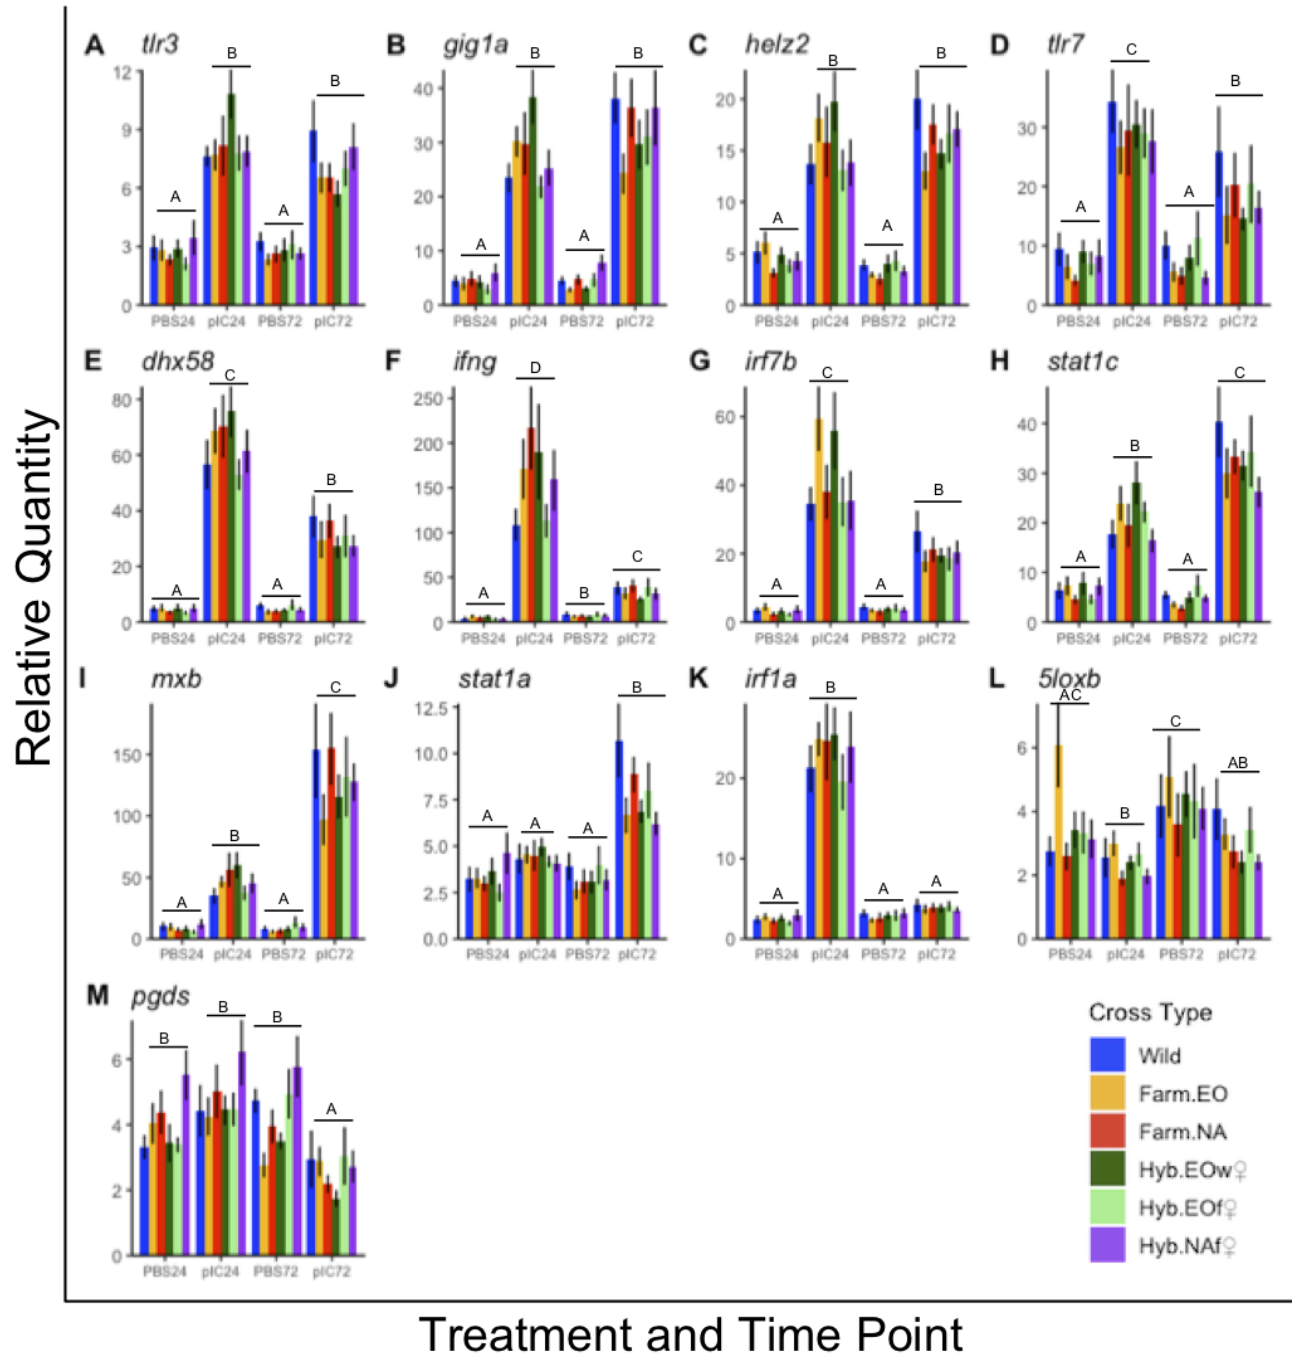 A tlr3
B gig1a
C helz2
D tlr7
12
9
6
3
0
A
B
A
B
PBS24 pIC24 PBS72 pIC72
40
30
20
10
0
A
B
A
B
PBS24 pIC24 PBS72 pIC72
20
15
10
5
0
A
B
A
B
PBS24 pIC24 PBS72 pIC72
30
20
10
0
A
C
A
B
PBS24 pIC24 PBS72 pIC72
E dhx58
F ifng
G irf7b
H stat1c
80
60
40
20
0
A
C
A
B
PBS24 pIC24 PBS72 pIC72
250
200
150
100
50
0
A
D
B
C
PBS24 pIC24 PBS72 pIC72
60
40
20
0
A
C
A
B
PBS24 pIC24 PBS72 pIC72
40
30
20
10
0
A
B
A
C
PBS24 pIC24 PBS72 pIC72
I mxb
J stat1a
K irf1a
L 5loxb
150
100
50
0
A
B
A
C
PBS24 pIC24 PBS72 pIC72
12.5
10.0
7.5
5.0
2.5
0.0
A
A
A
B
PBS24 pIC24 PBS72 pIC72
20
10
0
A
B
A
A
PBS24 pIC24 PBS72 pIC72
6
4
2
0
AC
B
C
AB
PBS24 pIC24 PBS72 pIC72
M pgds
6
4
2
0
B
B
B
A
PBS24 pIC24 PBS72 pIC72
Cross Type
Wild
Farm.EO
Farm.NA
Hyb.EOw♀
Hyb.EOf♀
Hyb.NAf♀
Relative Quantity
Treatment and Time Point